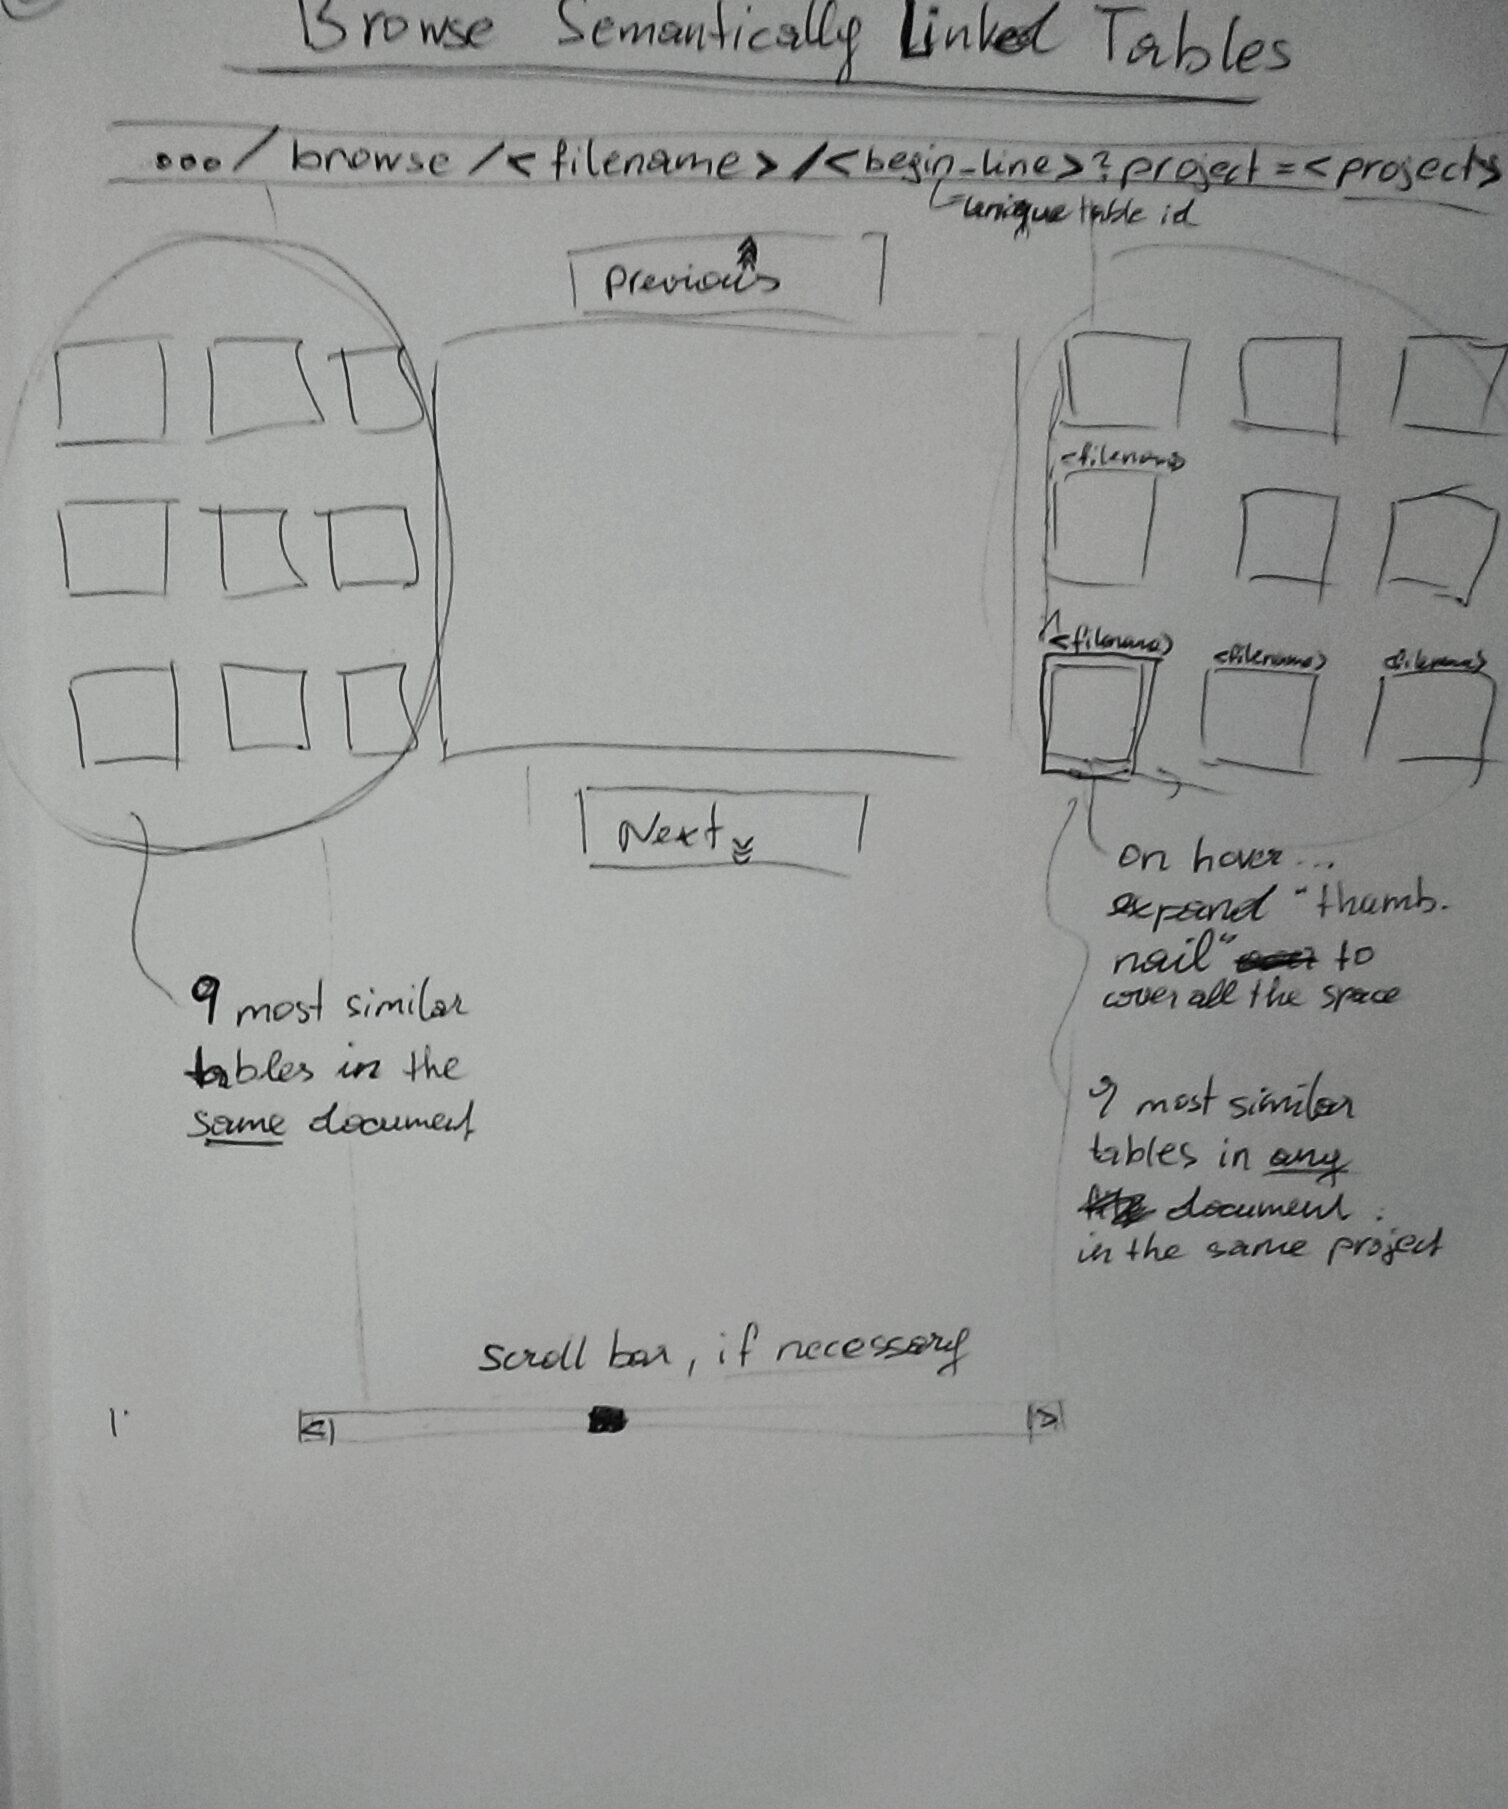 Browse Semantically Linked Tables
... / browse /<filename> /<begin-line>? project = <project>
unique table id
Previous
<filename>
<filename> <filename> <filename>
Next
on hover ...
expand "thumb.
nail" to
cover all the space
9 most similar
tables in the
same document
9 most similar
tables in any
document
in the same project
scroll bar, if necessary
< >